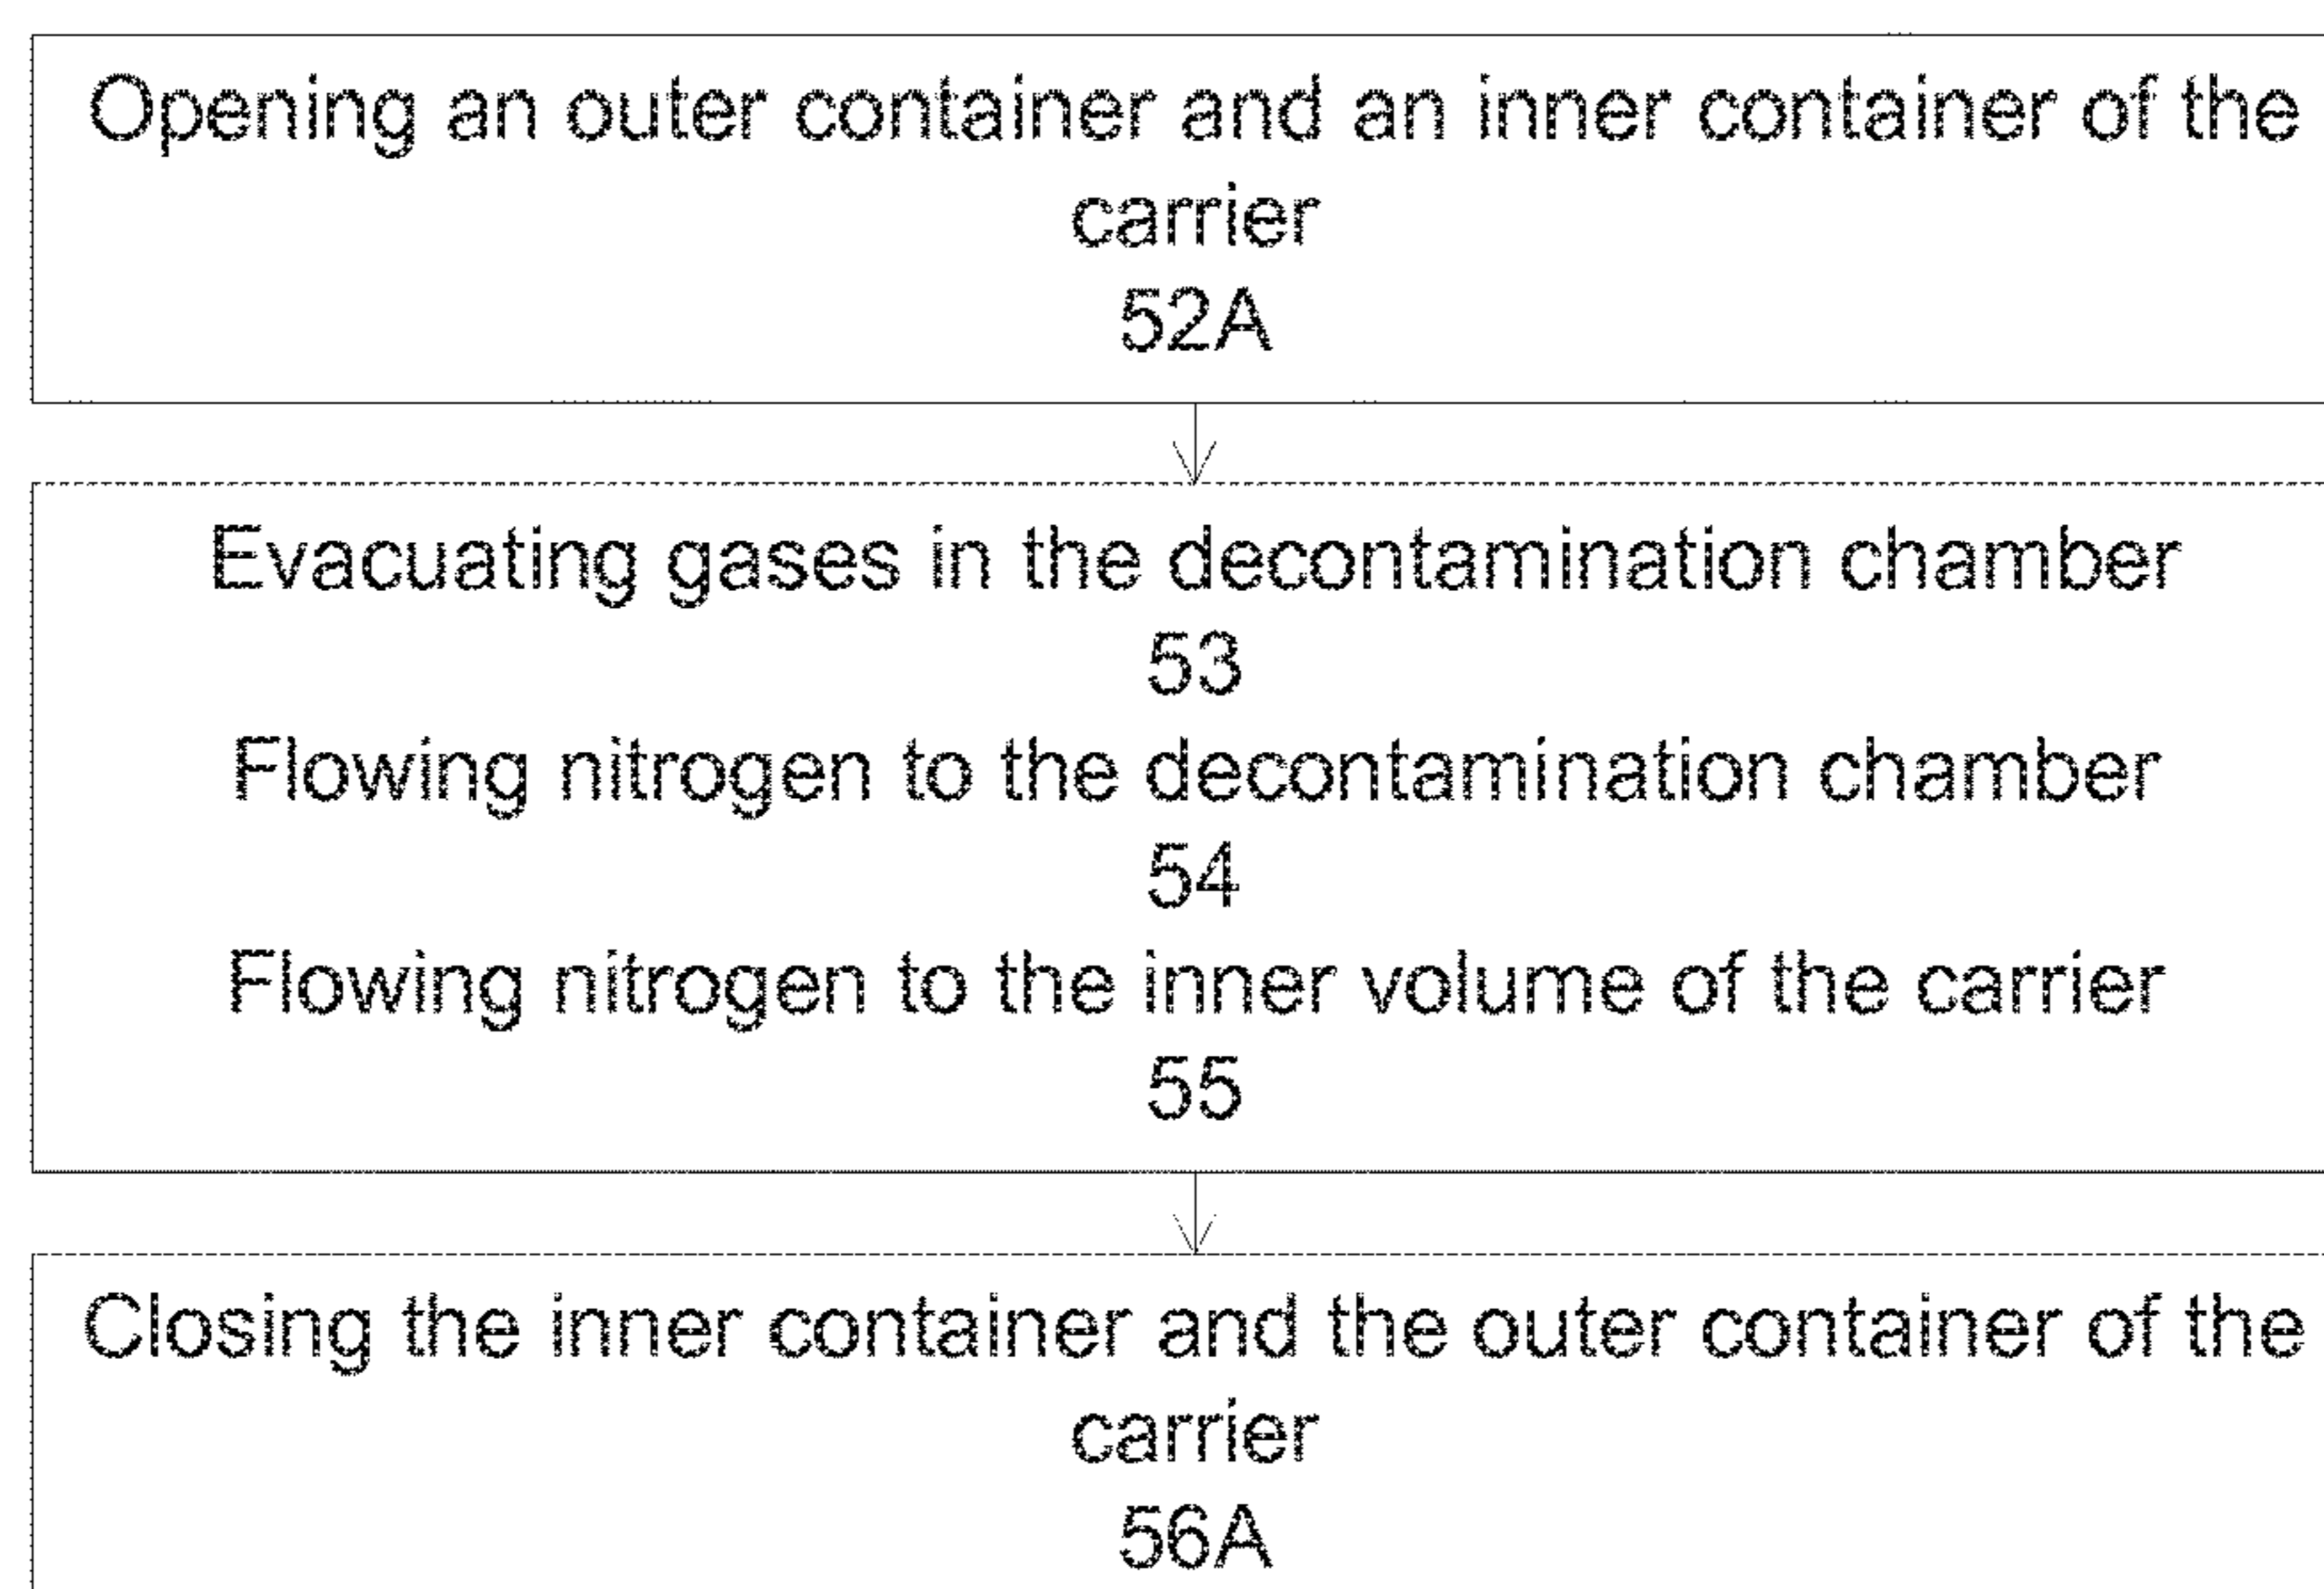 Opening an outer container and an inner container of the
carrier
52A
Evacuating gases in the decontamination chamber
53
Flowing nitrogen to the decontamination chamber
54
Flowing nitrogen to the inner volume of the carrier
55
Closing the inner container and the outer container of the
carrier
56A